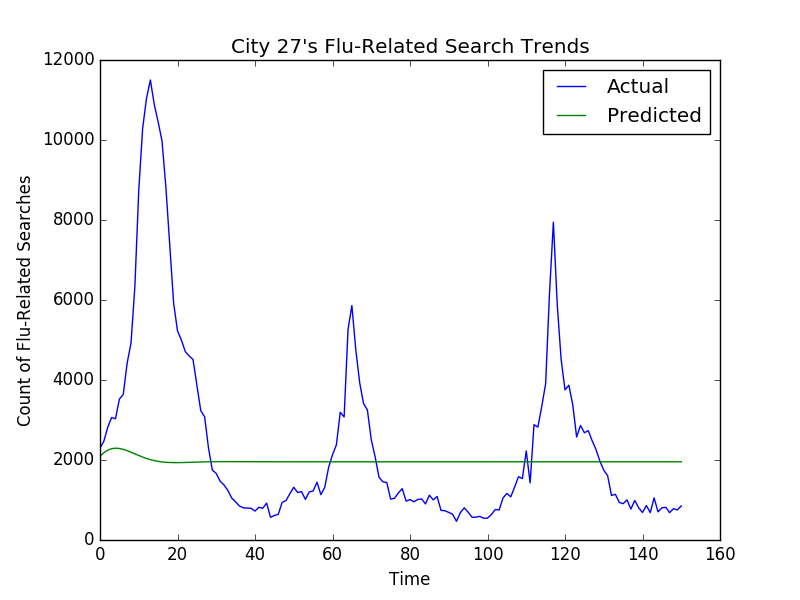 City 27's Flu-Related Search Trends
12000
10000
8000
6000
4000
2000
0
Count of Flu-Related Searches
Actual
Predicted
0 20 40 60 80 100 120 140 160
Time